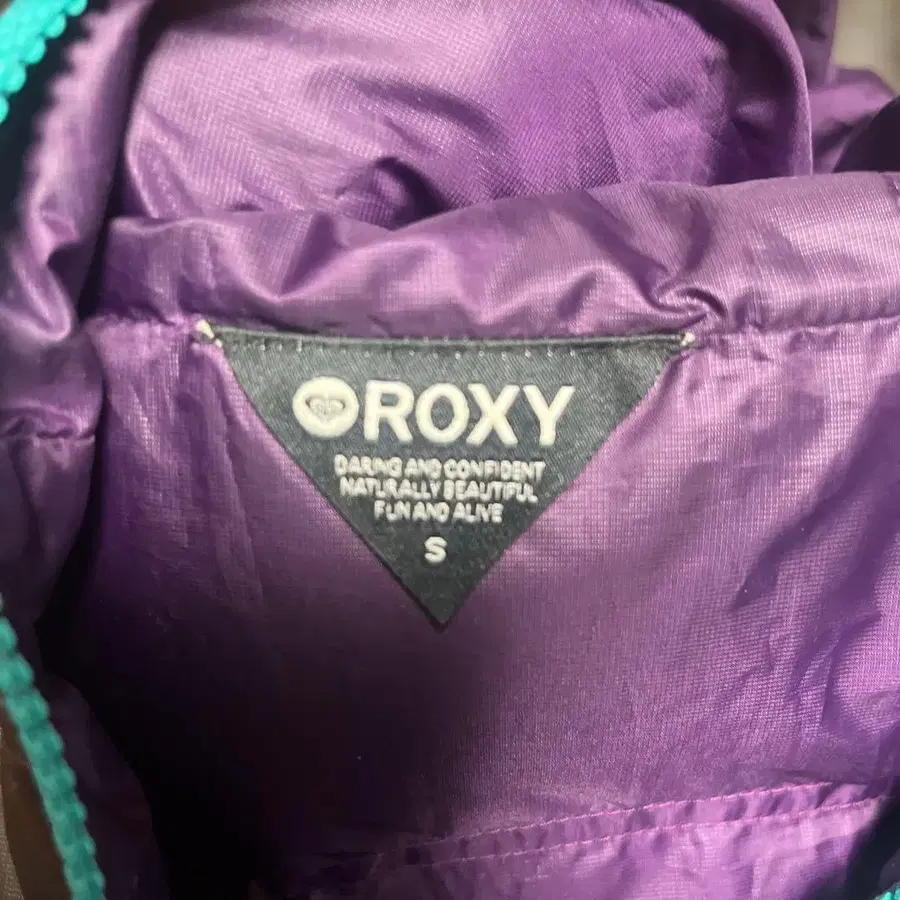 ROXY
DARING AND CONFIDENT
NATURALLY BEAUTIFUL
FUN AND ALIVE
S